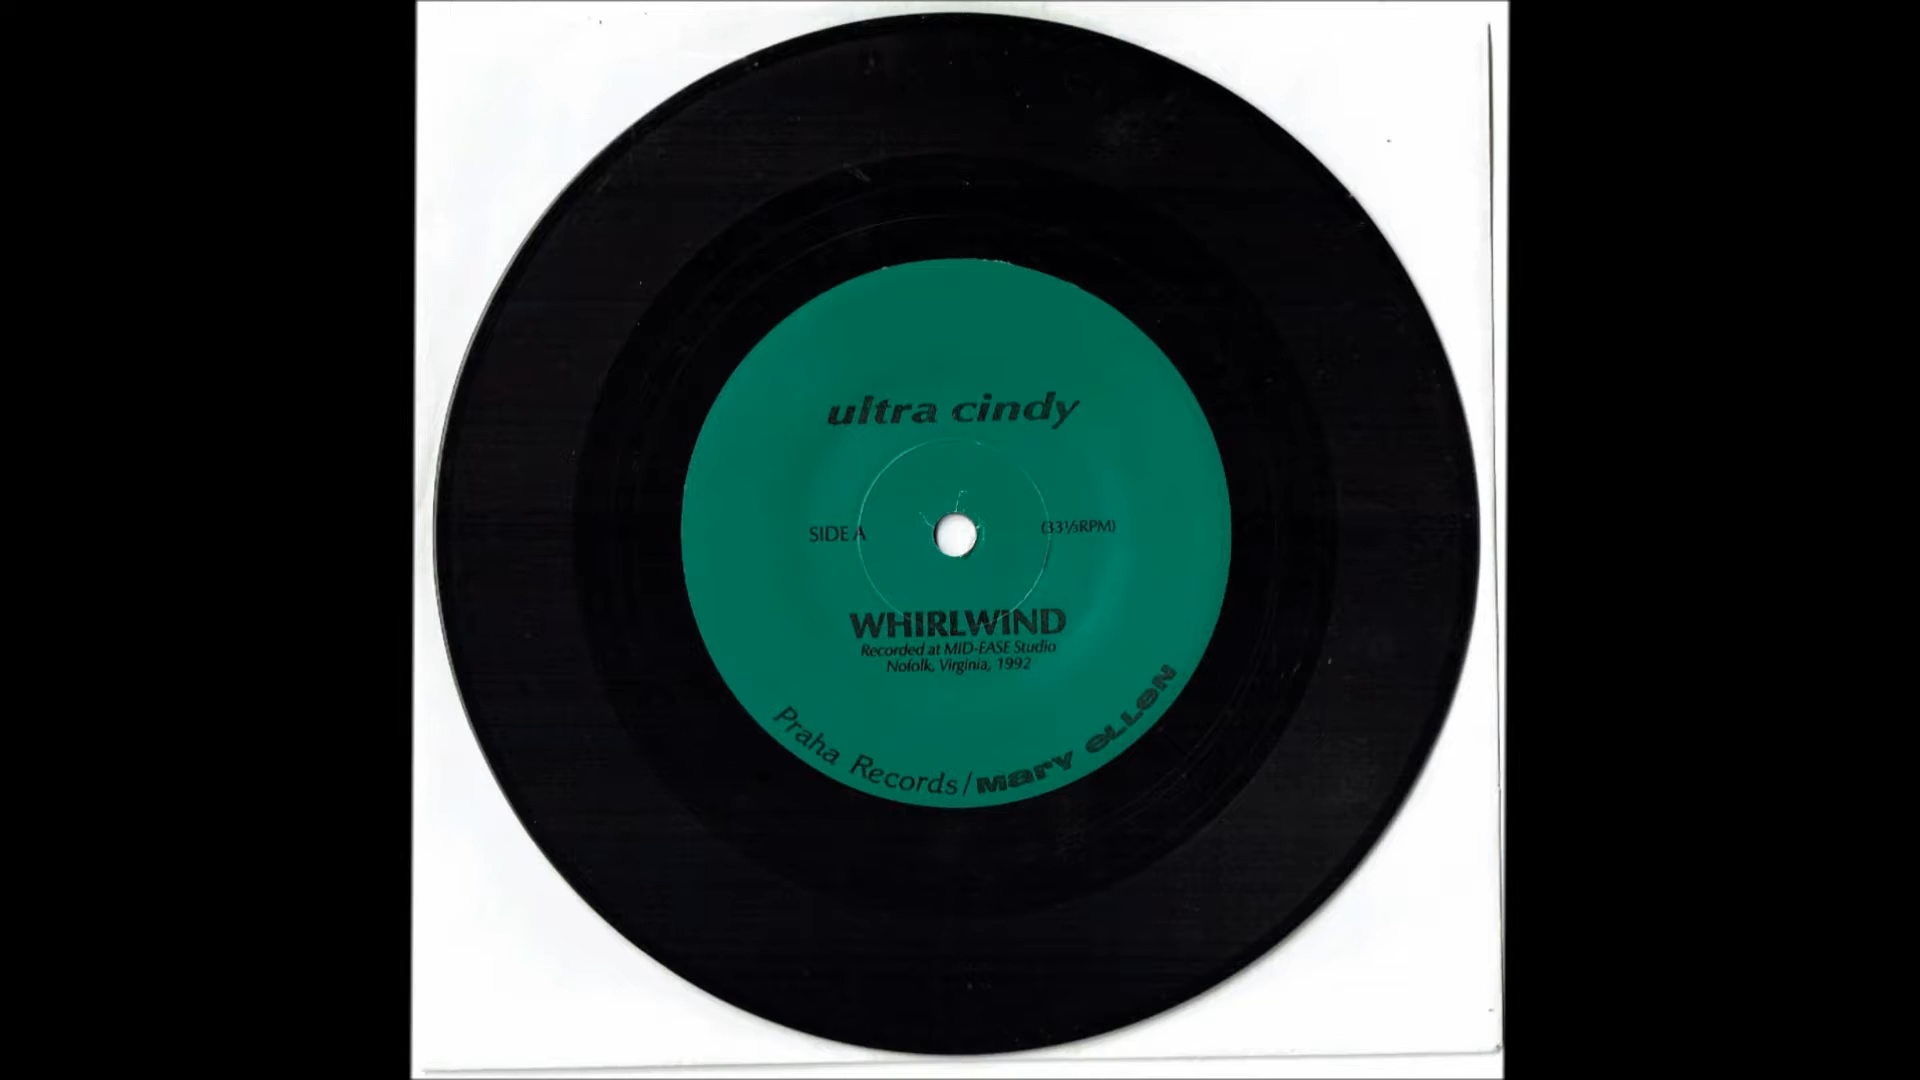 ultra cindy
SIDE A
(33⅓RPM)
WHIRLWIND
Recorded at MID-EASE Studio
Nofolk, Virginia, 1992
Praha Records/Mary eLLeN